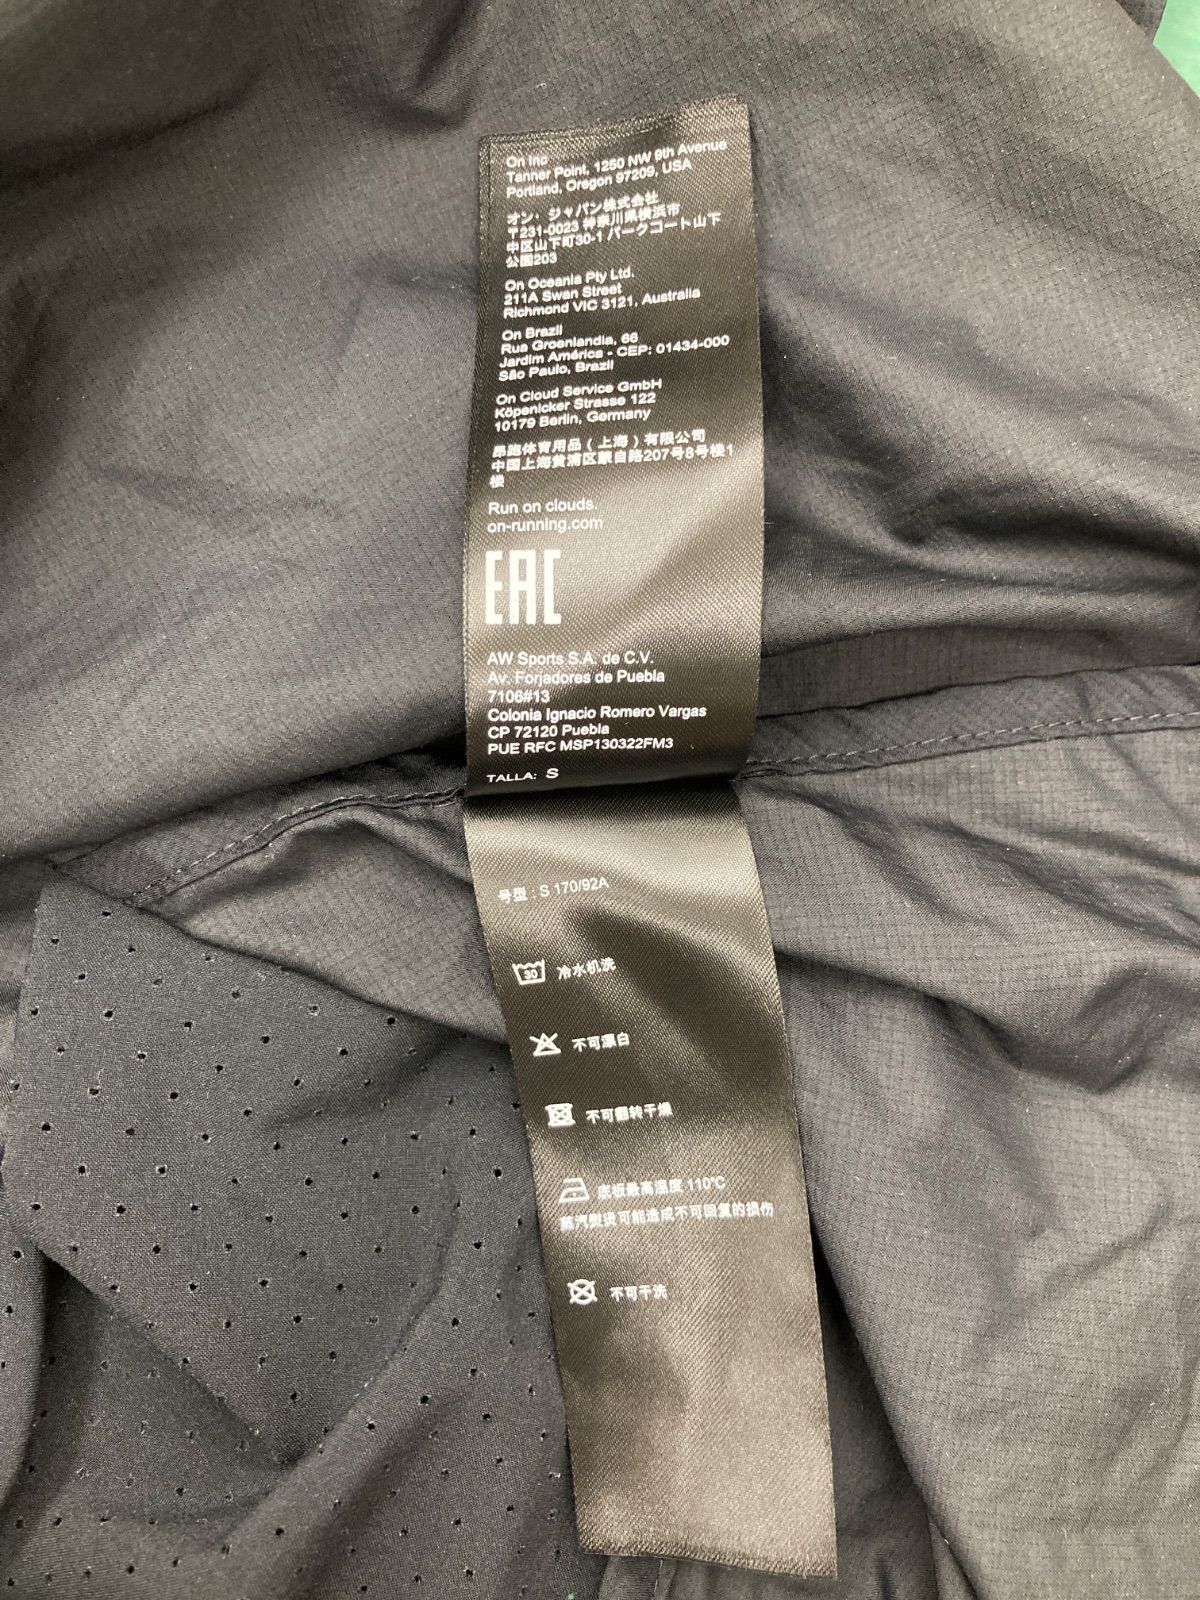 On Inc
Tanner Point, 1250 NW 9th Avenue
Portland, Oregon 97209, USA
オン・ジャパン株式会社
〒231-0023 神奈川県横浜市
中区山下町30-1 パークコート山下
公園203
On Oceania Pty Ltd.
211A Swan Street
Richmond VIC 3121, Australia
On Brazil
Rua Groenlandia, 66
Jardim América - CEP: 01434-000
São Paulo, Brazil
On Cloud Service GmbH
Köpenicker Strasse 122
10179 Berlin, Germany
昂跑体育用品（上海）有限公司
中国上海黄浦区蒙自路207号8号楼1
楼
Run on clouds.
on-running.com
EAC
AW Sports S.A. de C.V.
Av. Forjadores de Puebla
7106#13
Colonia Ignacio Romero Vargas
CP 72120 Puebla
PUE RFC MSP130322FM3
TALLA: S
号型 : S 170/92A
30 冷水机洗
不可漂白
不可翻转干燥
底板最高温度 110°C
蒸汽熨烫可能造成不可回复的损伤
不可干洗